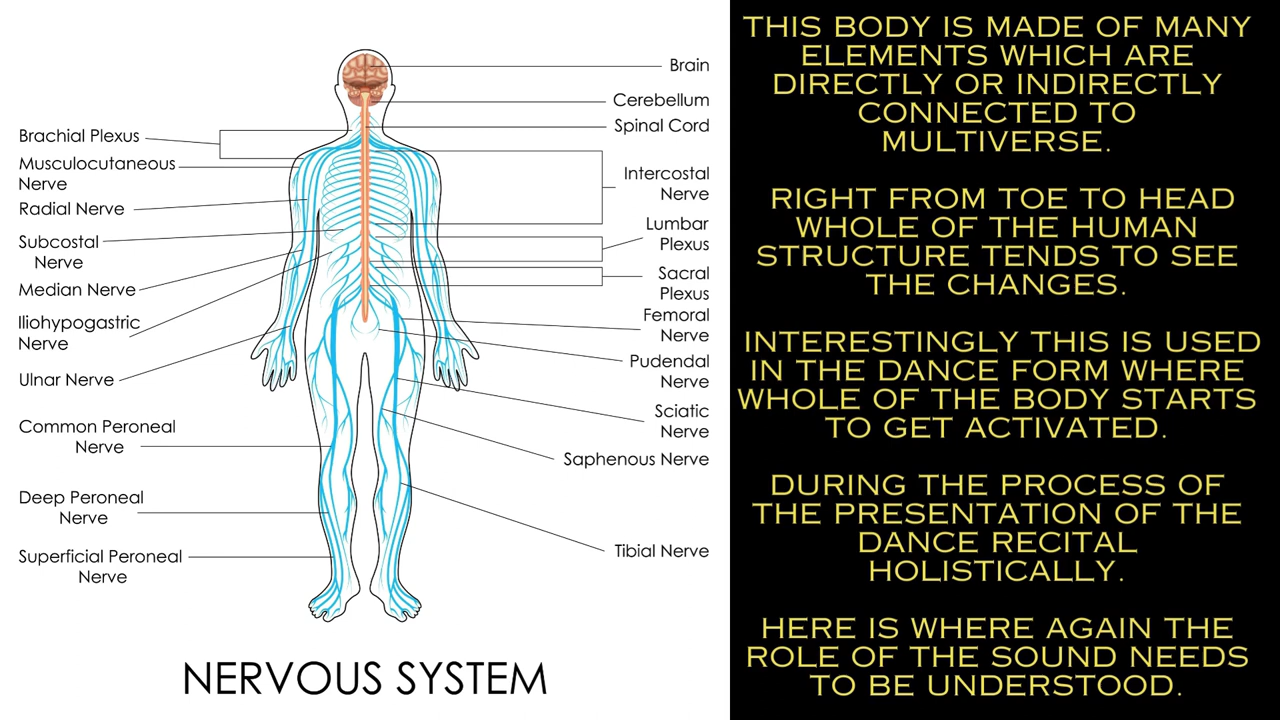 Brain
Cerebellum
Spinal Cord
Brachial Plexus
Musculocutaneous
Nerve
Radial Nerve
Subcostal
Nerve
Median Nerve
Iliohypogastric
Nerve
Ulnar Nerve
Common Peroneal
Nerve
Deep Peroneal
Nerve
Superficial Peroneal
Nerve
Intercostal
Nerve
Lumbar
Plexus
Sacral
Plexus
Femoral
Nerve
Pudendal
Nerve
Sciatic
Nerve
Saphenous Nerve
Tibial Nerve
NERVOUS SYSTEM
THIS BODY IS MADE OF MANY
ELEMENTS WHICH ARE
DIRECTLY OR INDIRECTLY
CONNECTED TO
MULTIVERSE.
RIGHT FROM TOE TO HEAD
WHOLE OF THE HUMAN
STRUCTURE TENDS TO SEE
THE CHANGES.
INTERESTINGLY THIS IS USED
IN THE DANCE FORM WHERE
WHOLE OF THE BODY STARTS
TO GET ACTIVATED.
DURING THE PROCESS OF
THE PRESENTATION OF THE
DANCE RECITAL
HOLISTICALLY.
HERE IS WHERE AGAIN THE
ROLE OF THE SOUND NEEDS
TO BE UNDERSTOOD.